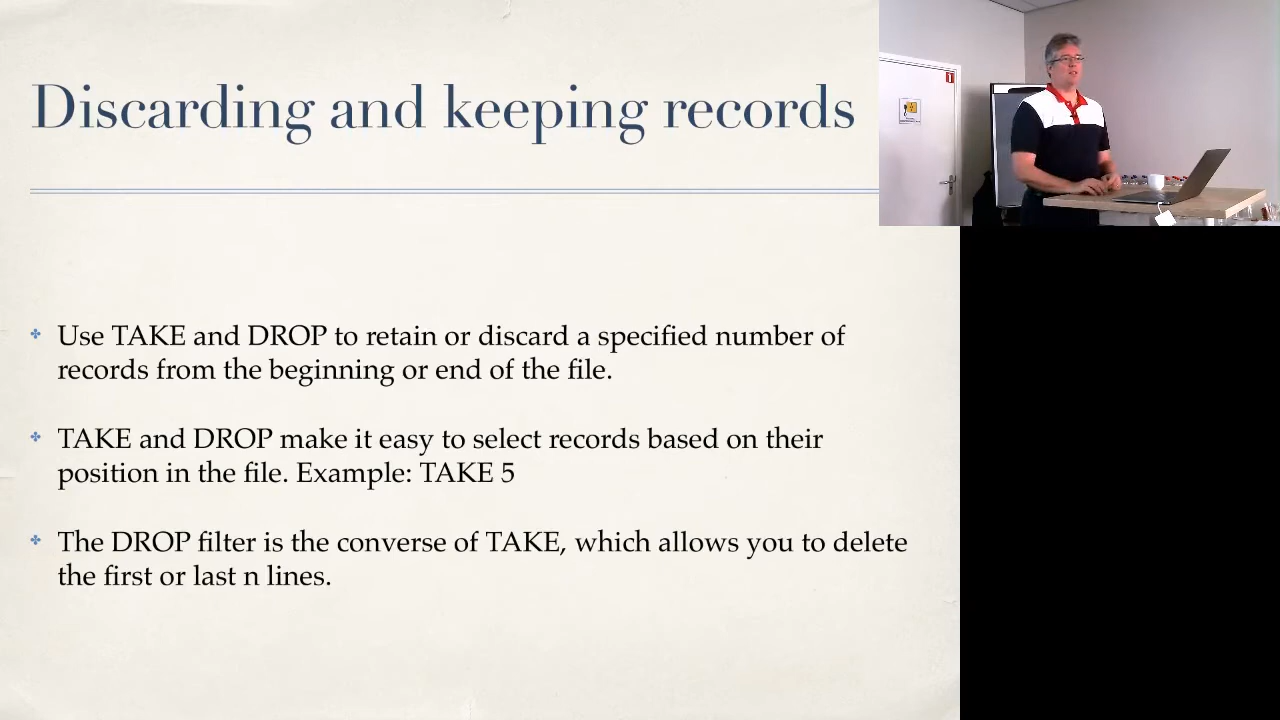 Discarding and keeping records
Use TAKE and DROP to retain or discard a specified number of
records from the beginning or end of the file.
TAKE and DROP make it easy to select records based on their
position in the file. Example: TAKE 5
The DROP filter is the converse of TAKE, which allows you to delete
the first or last n lines.